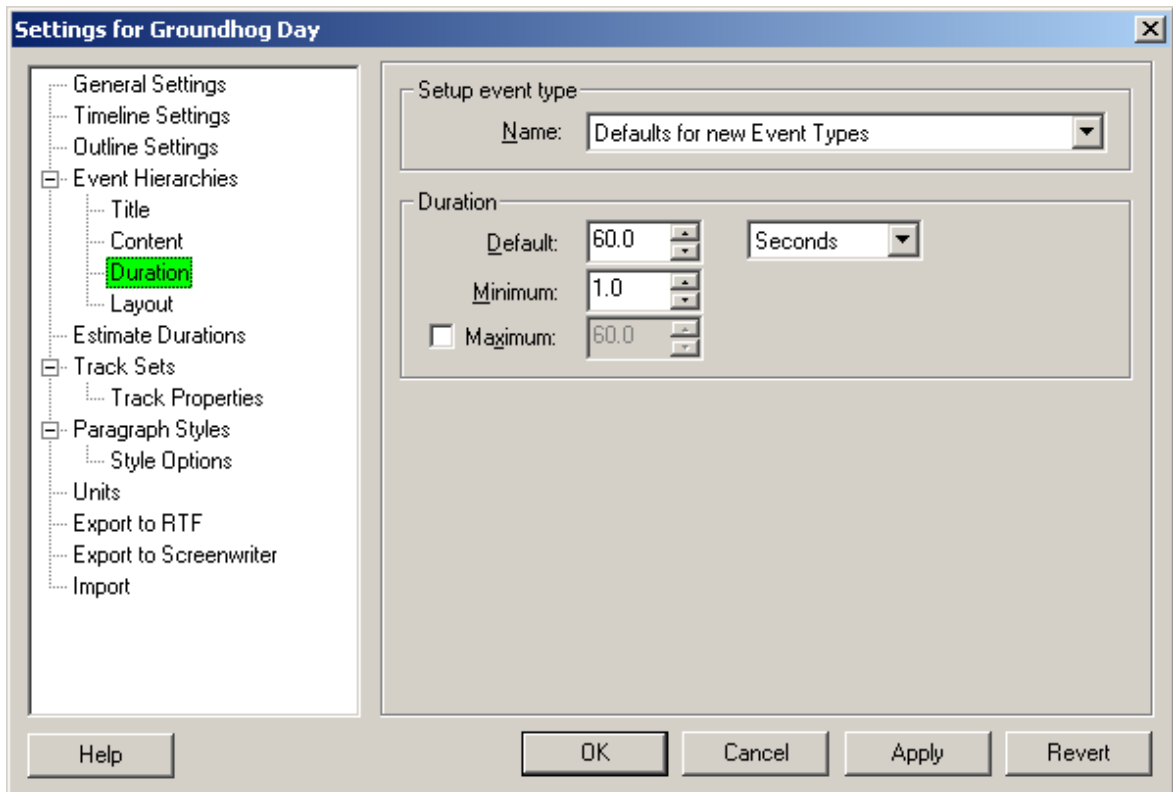 Settings for Groundhog Day
General Settings
Timeline Settings
Outline Settings
Event Hierarchies
Title
Content
Duration
Layout
Estimate Durations
Track Sets
Track Properties
Paragraph Styles
Style Options
Units
Export to RTF
Export to Screenwriter
Import
Setup event type
Name: Defaults for new Event Types
Duration
Default: 60.0 Seconds
Minimum: 1.0
Maximum: 60.0
Help OK Cancel Apply Revert